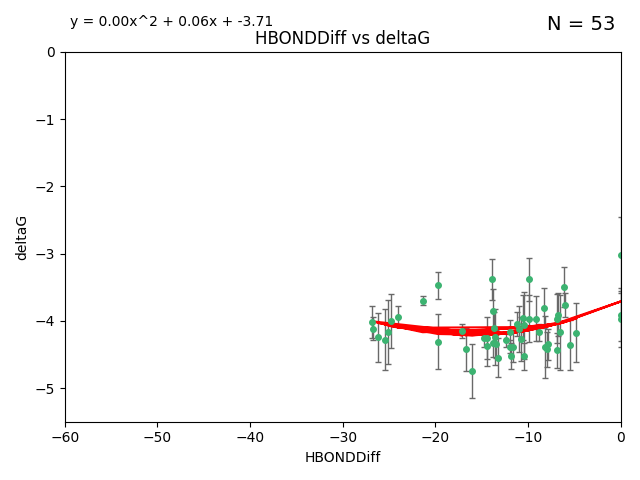 y = 0.00x^2 + 0.06x + -3.71
N = 53
HBONDDiff vs deltaG
deltaG
0
−1
−2
−3
−4
−5
−60
−50
−40
−30
−20
−10
0
HBONDDiff